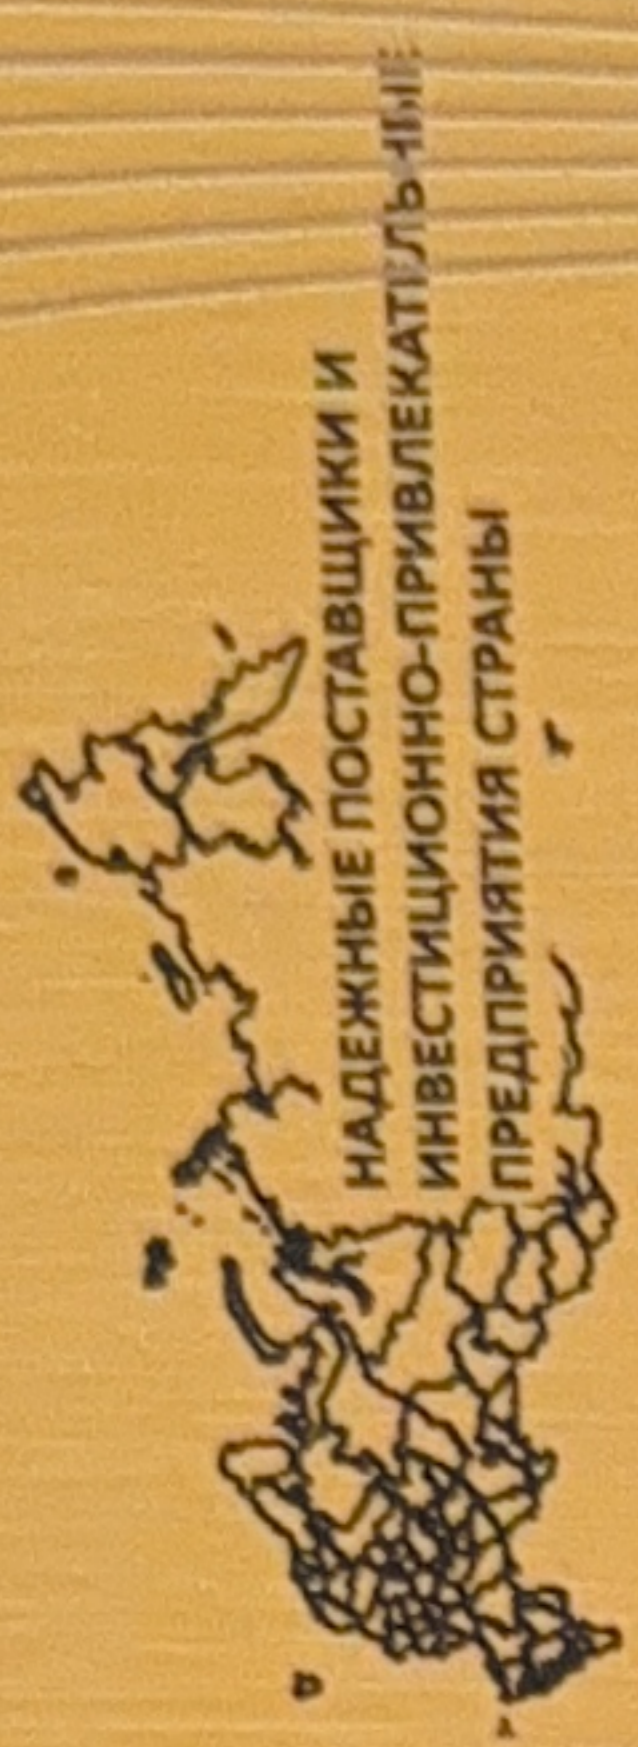 НАДЕЖНЫЕ ПОСТАВЩИКИ И
ИНВЕСТИЦИОННО-ПРИВЛЕКАТЕЛЬНЫЕ
ПРЕДПРИЯТИЯ СТРАНЫ